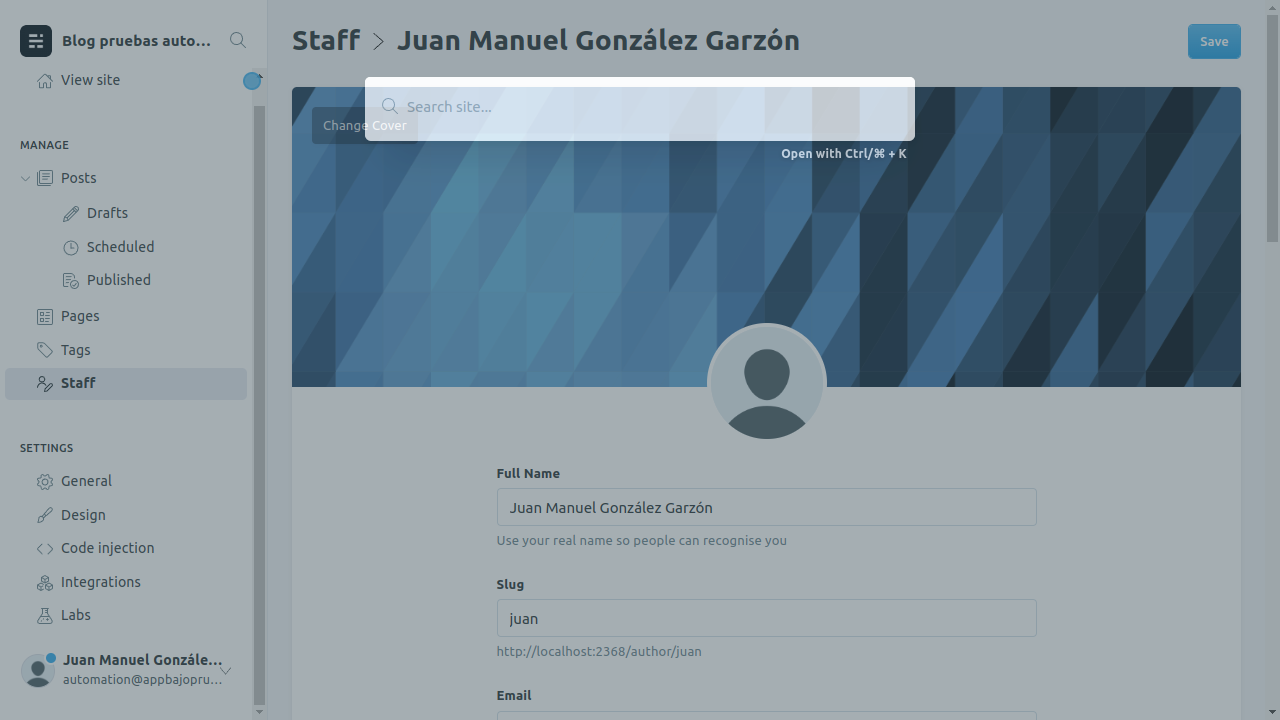 Blog pruebas auto...
View site
MANAGE
Posts
Drafts
Scheduled
Published
Pages
Tags
Staff
SETTINGS
General
Design
Code injection
Integrations
Labs
Juan Manuel Gonzále...
automation@appbajopru...
Staff > Juan Manuel González Garzón
Save
Search site...
Change Cover
Open with Ctrl/⌘ + K
Full Name
Juan Manuel González Garzón
Use your real name so people can recognise you
Slug
juan
http://localhost:2368/author/juan
Email